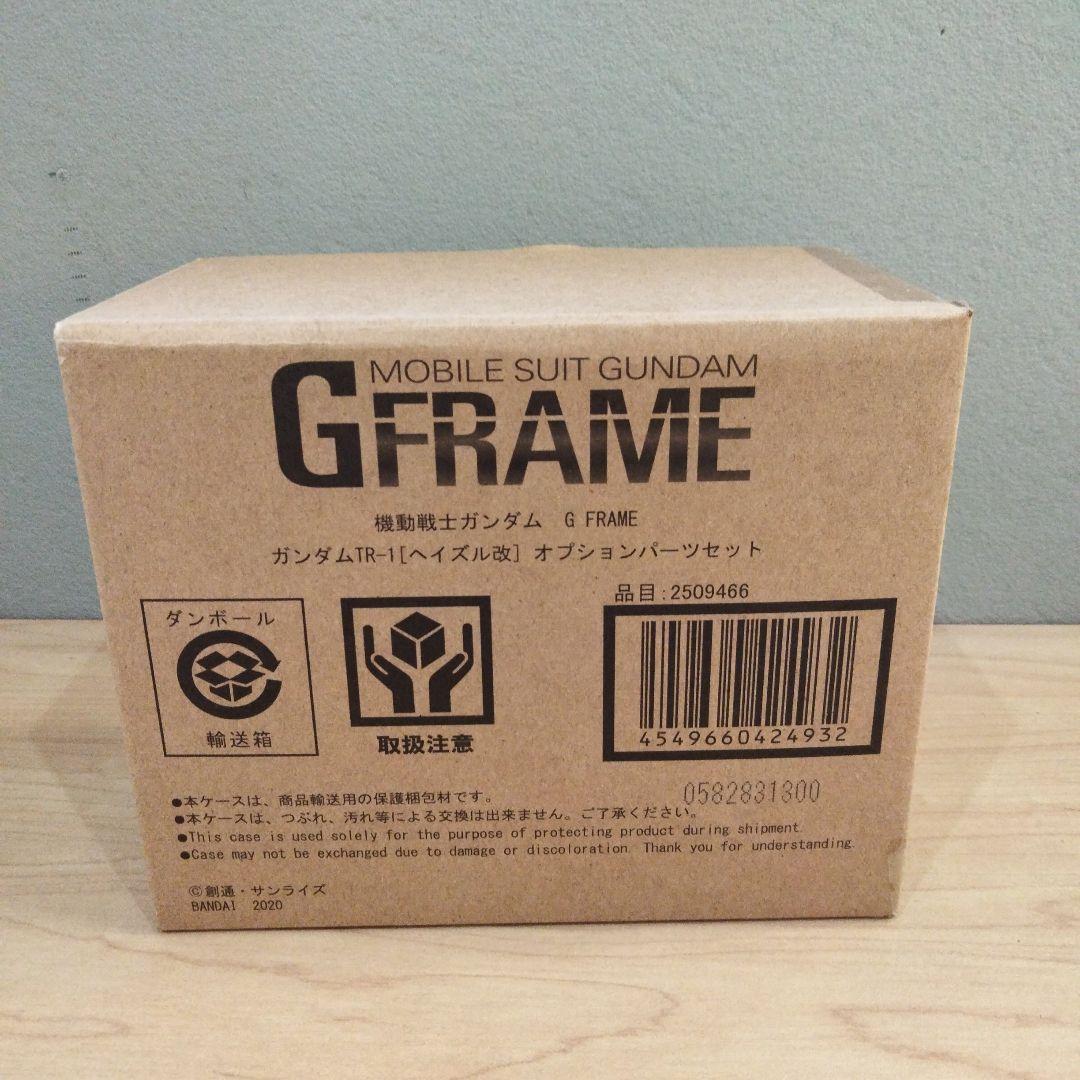 MOBILE SUIT GUNDAM
GFRAME
機動戦士ガンダム G FRAME
ガンダムTR-1[ヘイズル改] オプションパーツセット
品目:2509466
ダンボール
輸送箱
取扱注意
4549660424932
0582831300
●本ケースは、商品輸送用の保護梱包材です。
●本ケースは、つぶれ、汚れ等による交換は出来ません。ご了承ください。
●This case is used solely for the purpose of protecting product during shipment.
●Case may not be exchanged due to damage or discoloration. Thank you for understanding.
©創通・サンライズ
BANDAI 2020